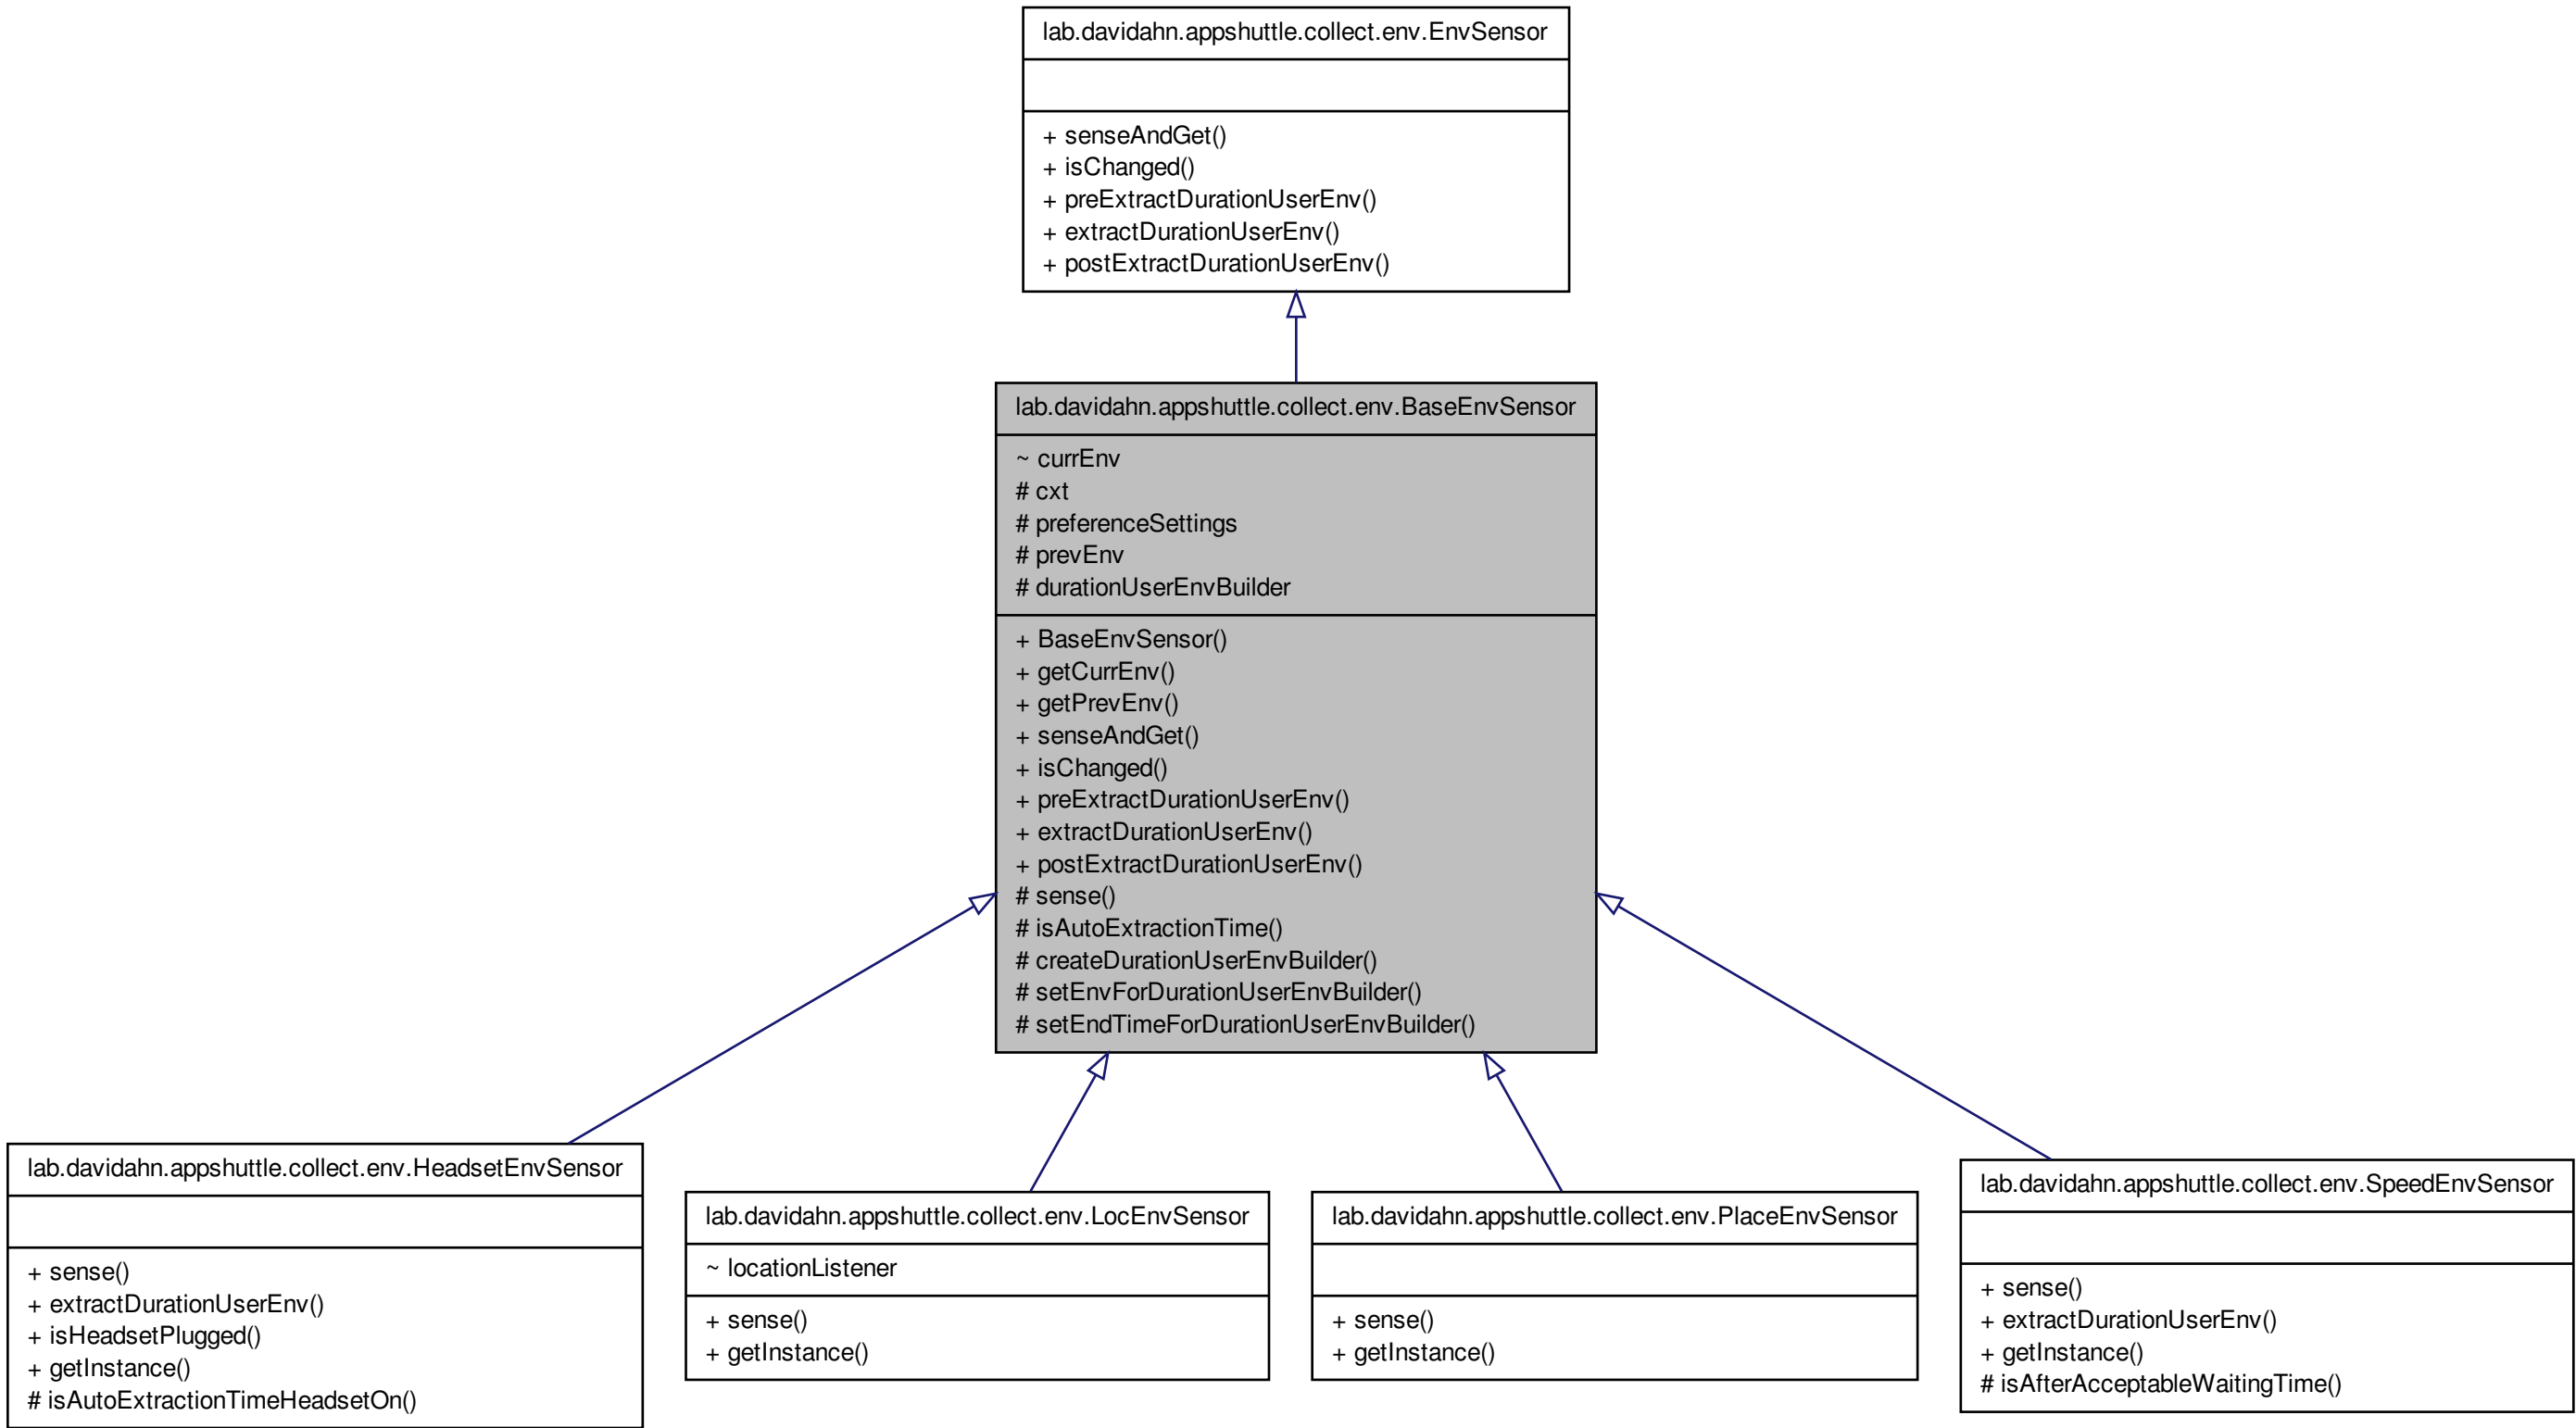 lab.davidahn.appshuttle.collect.env.EnvSensor
+ senseAndGet()
+ isChanged()
+ preExtractDurationUserEnv()
+ extractDurationUserEnv()
+ postExtractDurationUserEnv()
lab.davidahn.appshuttle.collect.env.BaseEnvSensor
~ currEnv
# cxt
# preferenceSettings
# prevEnv
# durationUserEnvBuilder
+ BaseEnvSensor()
+ getCurrEnv()
+ getPrevEnv()
+ senseAndGet()
+ isChanged()
+ preExtractDurationUserEnv()
+ extractDurationUserEnv()
+ postExtractDurationUserEnv()
# sense()
# isAutoExtractionTime()
# createDurationUserEnvBuilder()
# setEnvForDurationUserEnvBuilder()
# setEndTimeForDurationUserEnvBuilder()
lab.davidahn.appshuttle.collect.env.HeadsetEnvSensor
+ sense()
+ extractDurationUserEnv()
+ isHeadsetPlugged()
+ getInstance()
# isAutoExtractionTimeHeadsetOn()
lab.davidahn.appshuttle.collect.env.LocEnvSensor
~ locationListener
+ sense()
+ getInstance()
lab.davidahn.appshuttle.collect.env.PlaceEnvSensor
+ sense()
+ getInstance()
lab.davidahn.appshuttle.collect.env.SpeedEnvSensor
+ sense()
+ extractDurationUserEnv()
+ getInstance()
# isAfterAcceptableWaitingTime()